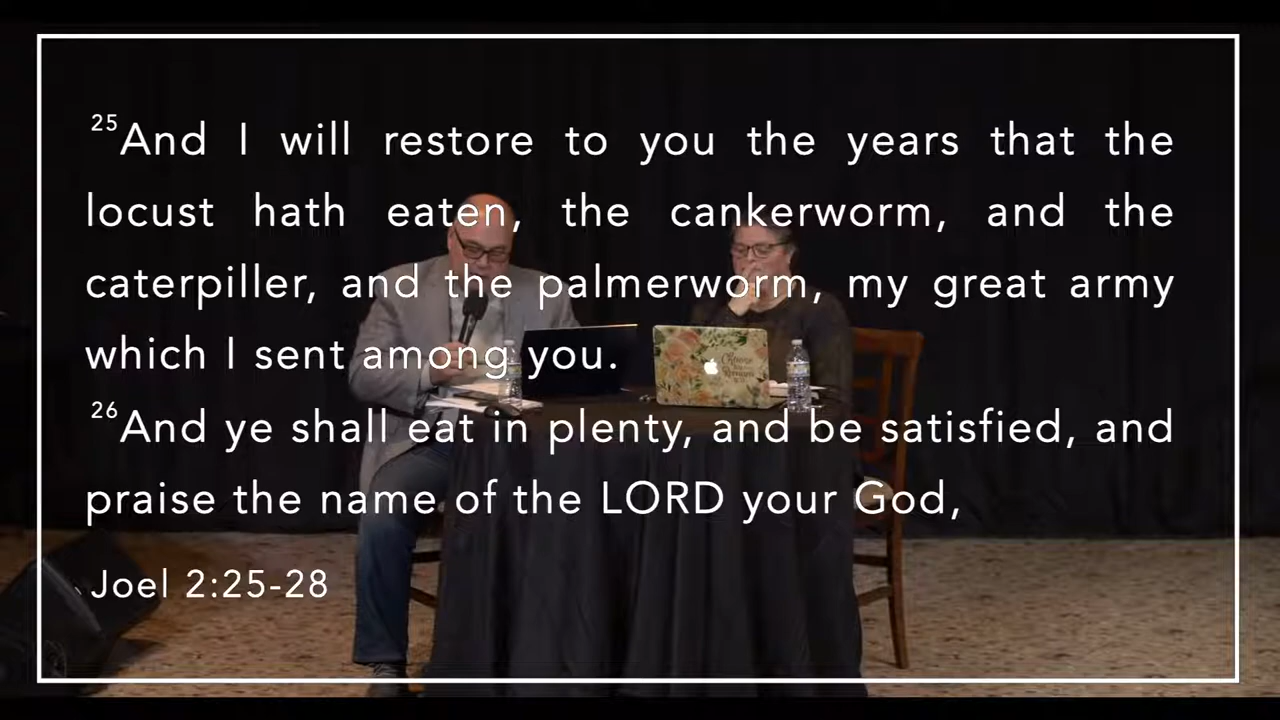 25And I will restore to you the years that the
locust hath eaten, the cankerworm, and the
caterpiller, and the palmerworm, my great army
which I sent among you.
26And ye shall eat in plenty, and be satisfied, and
praise the name of the LORD your God,
Joel 2:25-28
Choose